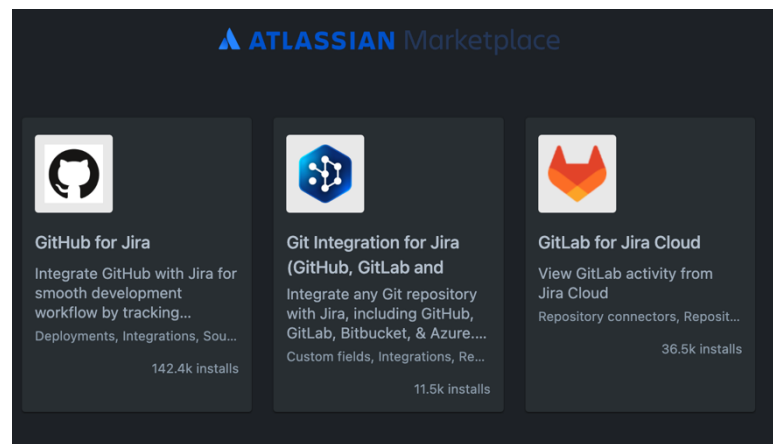 ATLASSIAN Marketplace
GitHub for Jira
Integrate GitHub with Jira for
smooth development
workflow by tracking...
Deployments, Integrations, Sou...
142.4k installs
Git Integration for Jira
(GitHub, GitLab and
Integrate any Git repository
with Jira, including GitHub,
GitLab, Bitbucket, & Azure....
Custom fields, Integrations, Re...
11.5k installs
GitLab for Jira Cloud
View GitLab activity from
Jira Cloud
Repository connectors, Reposit...
36.5k installs